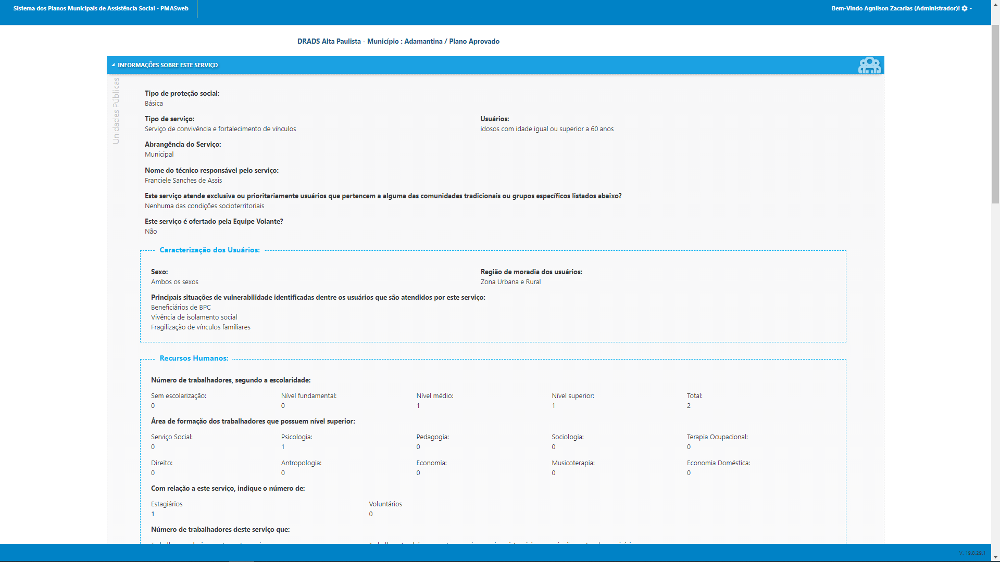 Sistema dos Planos Municipais de Assistência Social - PMASweb
Bem-Vindo Agnilson Zacarias (Administrador)!
DRADS Alta Paulista - Município : Adamantina / Plano Aprovado
INFORMAÇÕES SOBRE ESTE SERVIÇO
Unidades Públicas
Tipo de proteção social:
Básica
Tipo de serviço:
Serviço de convivência e fortalecimento de vínculos
Usuários:
idosos com idade igual ou superior a 60 anos
Abrangência do Serviço:
Municipal
Nome do técnico responsável pelo serviço:
Franciele Sanches de Assis
Este serviço atende exclusiva ou prioritariamente usuários que pertencem a alguma das comunidades tradicionais ou grupos específicos listados abaixo?
Nenhuma das condições socioterritoriais
Este serviço é ofertado pela Equipe Volante?
Não
Caracterização dos Usuários:
Sexo:
Ambos os sexos
Região de moradia dos usuários:
Zona Urbana e Rural
Principais situações de vulnerabilidade identificadas dentre os usuários que são atendidos por este serviço:
Beneficiários de BPC
Vivência de isolamento social
Fragilização de vínculos familiares
Recursos Humanos:
Número de trabalhadores, segundo a escolaridade:
Sem escolarização: Nível fundamental: Nível médio: Nível superior: Total:
0 0 1 1 2
Área de formação dos trabalhadores que possuem nível superior:
Serviço Social: Psicologia: Pedagogia: Sociologia: Terapia Ocupacional:
0 1 0 0 0
Direito: Antropologia: Economia: Musicoterapia: Economia Doméstica:
0 0 0 0 0
Com relação a este serviço, indique o número de:
Estagiários Voluntários
1 0
Número de trabalhadores deste serviço que:
V. 19.8.29.1